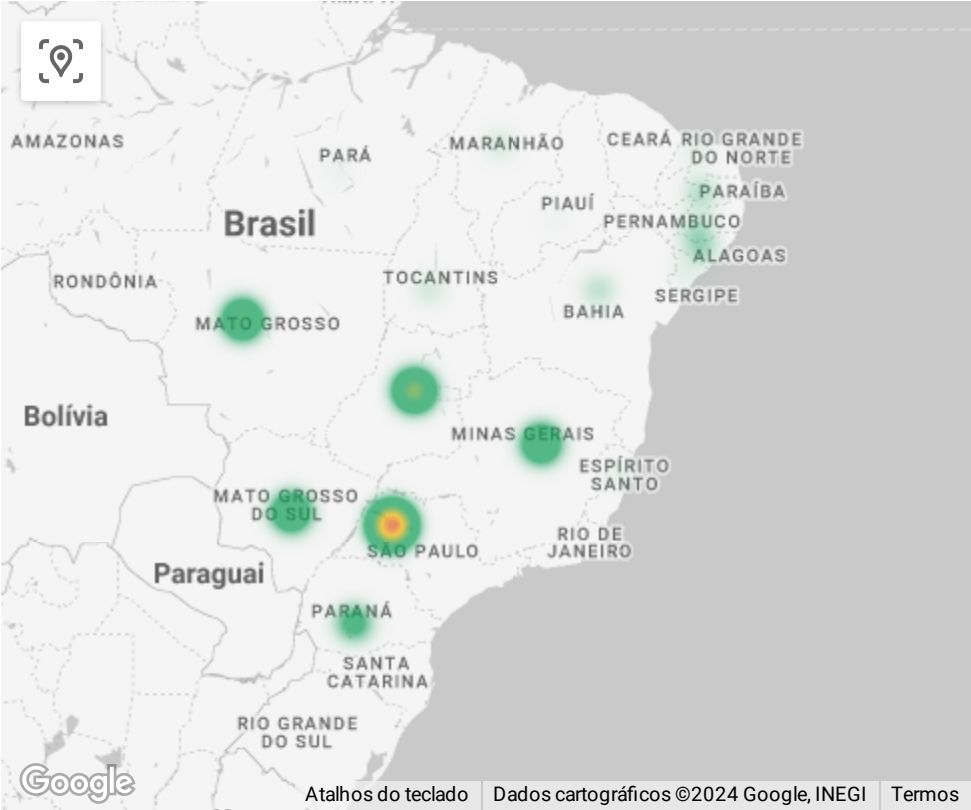 AMAZONAS
PARÁ
MARANHÃO
CEARÁ
RIO GRANDE
DO NORTE
PARAÍBA
PIAUÍ
PERNAMBUCO
Brasil
ALAGOAS
RONDÔNIA
TOCANTINS
SERGIPE
BAHIA
MATO GROSSO
Bolívia
MINAS GERAIS
ESPÍRITO
SANTO
MATO GROSSO
DO SUL
RIO DE
JANEIRO
SÃO PAULO
Paraguai
PARANÁ
SANTA
CATARINA
RIO GRANDE
DO SUL
Google
Atalhos do teclado
Dados cartográficos ©2024 Google, INEGI
Termos